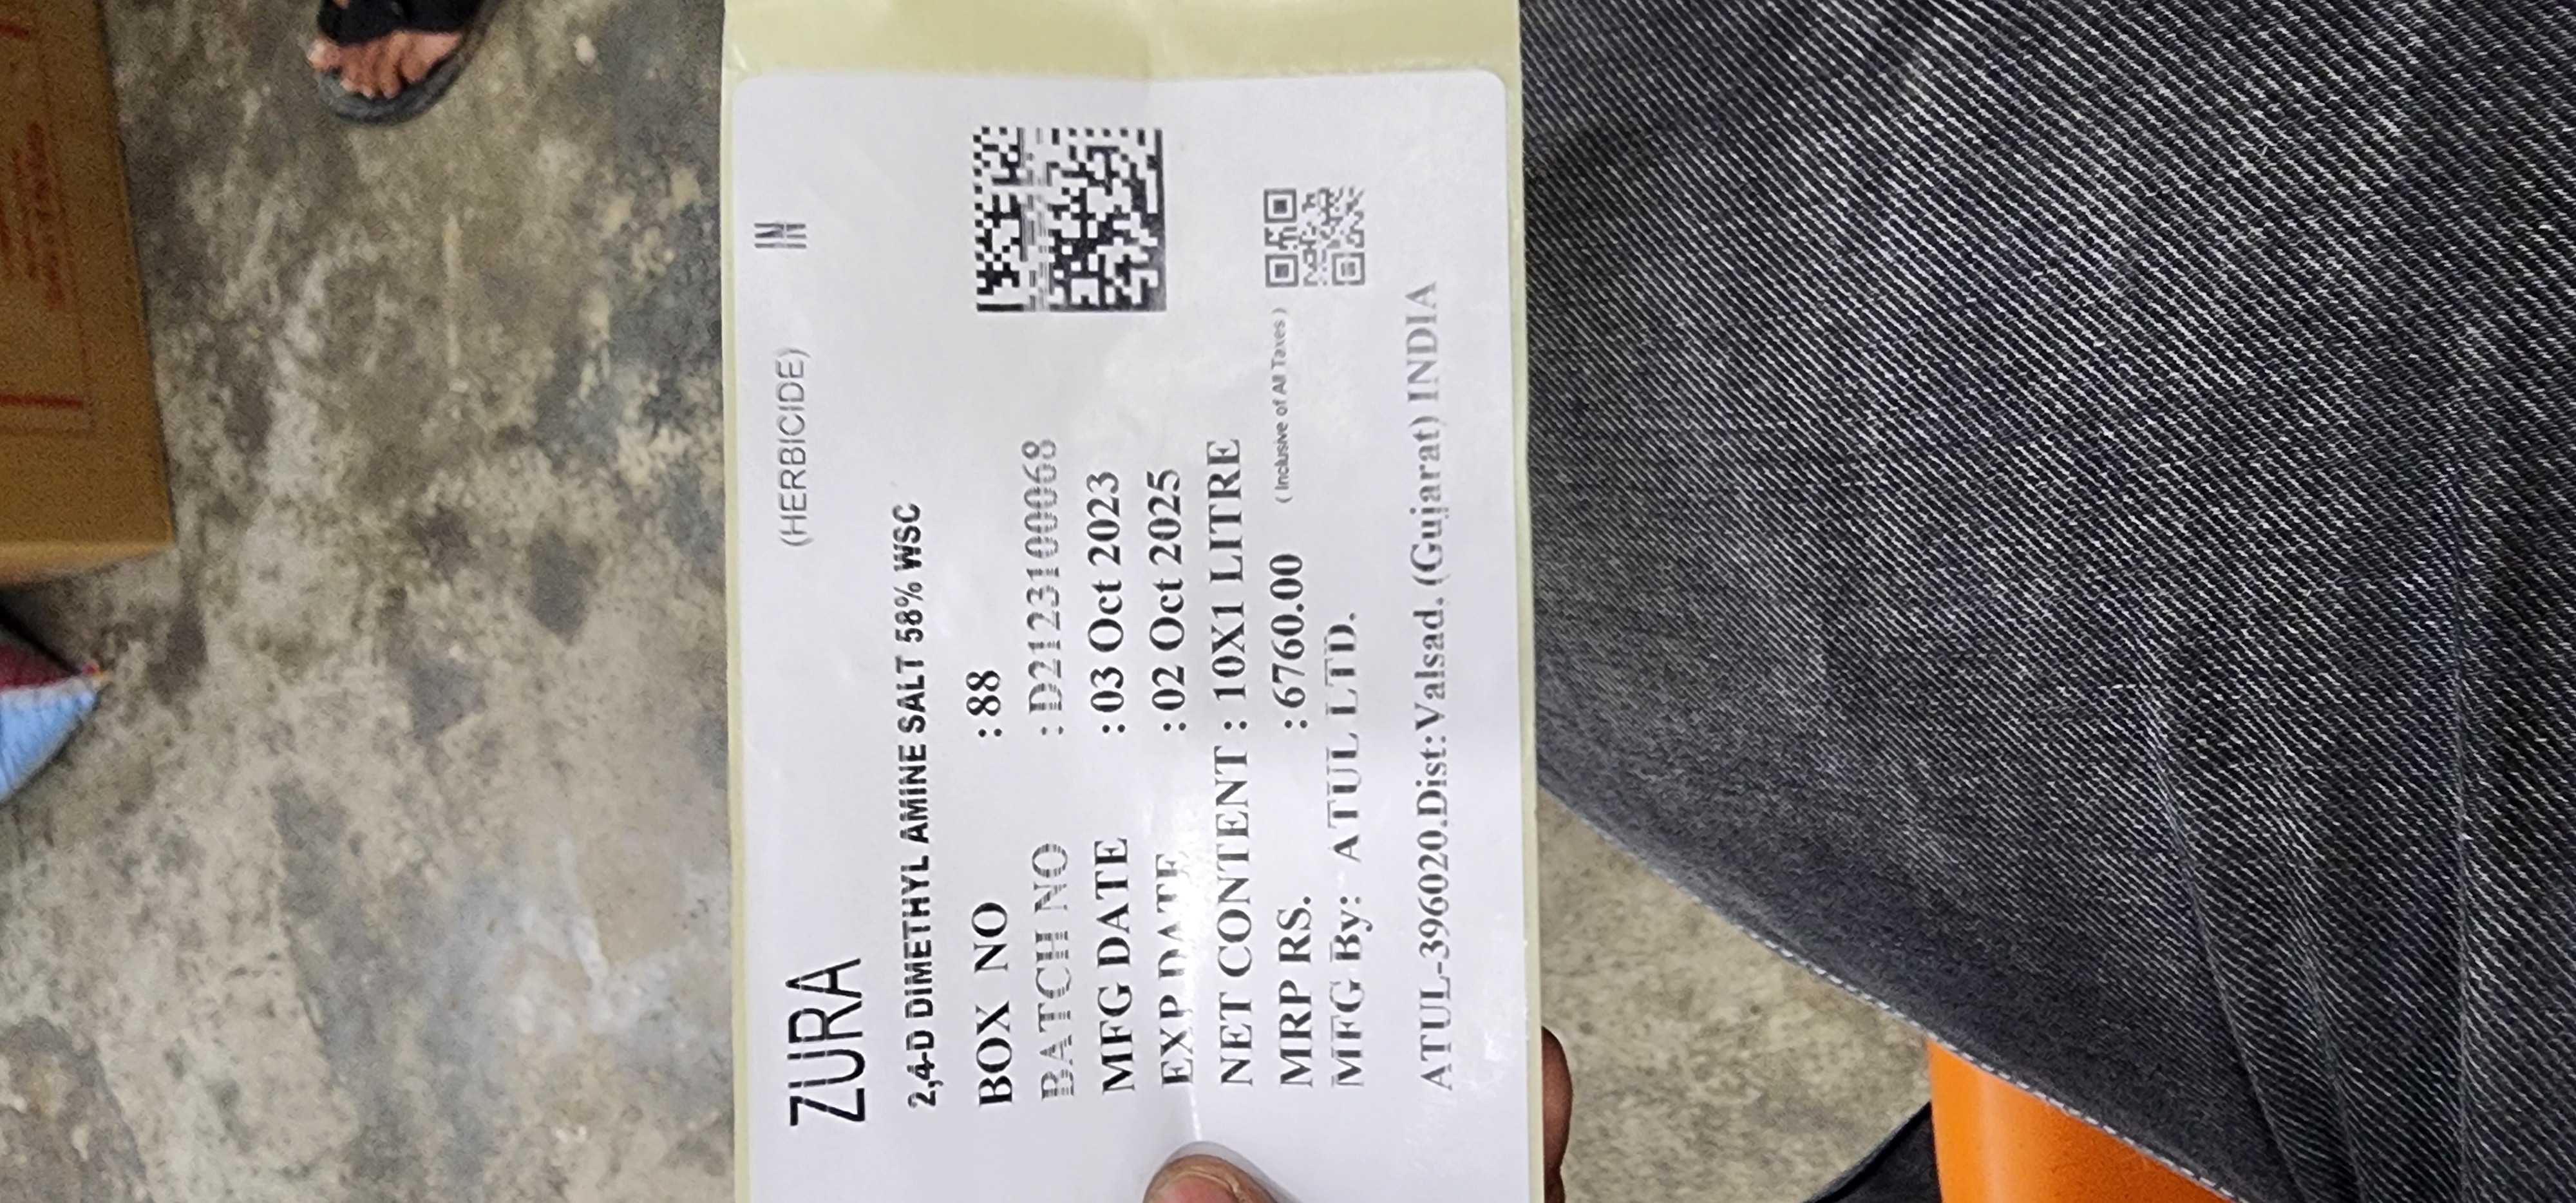 ZURA (HERBICIDE) IN
2,4-D DIMETHYL AMINE SALT 58% WSC
BOX NO : 88
BATCH NO : D212310068
MFG DATE : 03 Oct 2023
EXP DATE : 02 Oct 2025
NET CONTENT : 10X1 LITRE
MRP RS. : 6760.00 ( Inclusive of All Taxes )
MFG By: ATUL LTD.
ATUL-396020.Dist:Valsad. (Gujarat) INDIA